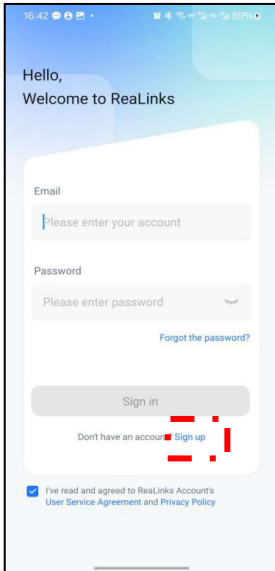 16:42
89%
Hello,
Welcome to ReaLinks
Email
Please enter your account
Password
Please enter password
Forgot the password?
Sign in
Don't have an account? Sign up
I've read and agreed to ReaLinks Account's
User Service Agreement and Privacy Policy